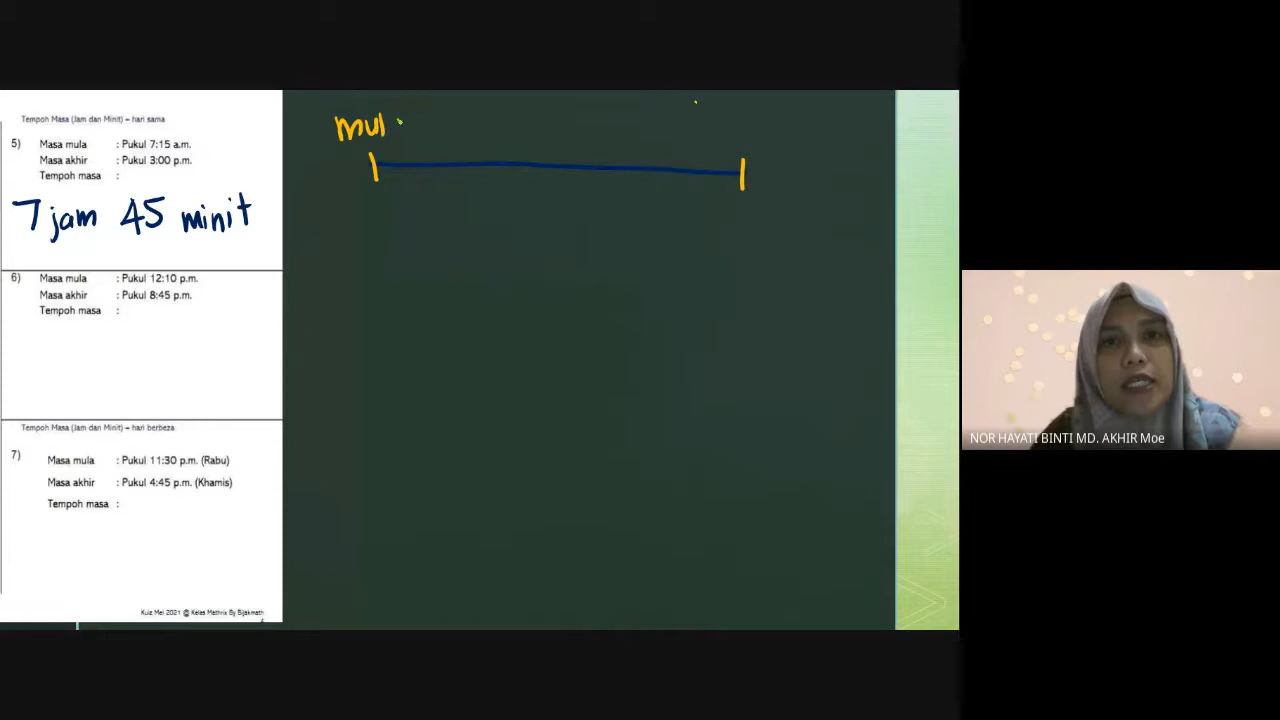 Tempoh Masa (Jam dan Minit) – hari sama
5) Masa mula : Pukul 7:15 a.m.
Masa akhir : Pukul 3:00 p.m.
Tempoh masa :
7 jam 45 minit
6) Masa mula : Pukul 12:10 p.m.
Masa akhir : Pukul 8:45 p.m.
Tempoh masa :
Tempoh Masa (Jam dan Minit) – hari berbeza
7) Masa mula : Pukul 11:30 p.m. (Rabu)
Masa akhir : Pukul 4:45 p.m. (Khamis)
Tempoh masa :
Kuiz Mei 2021 @ Kelas Mathrix By Bijakmath
mul
NOR HAYATI BINTI MD. AKHIR Moe